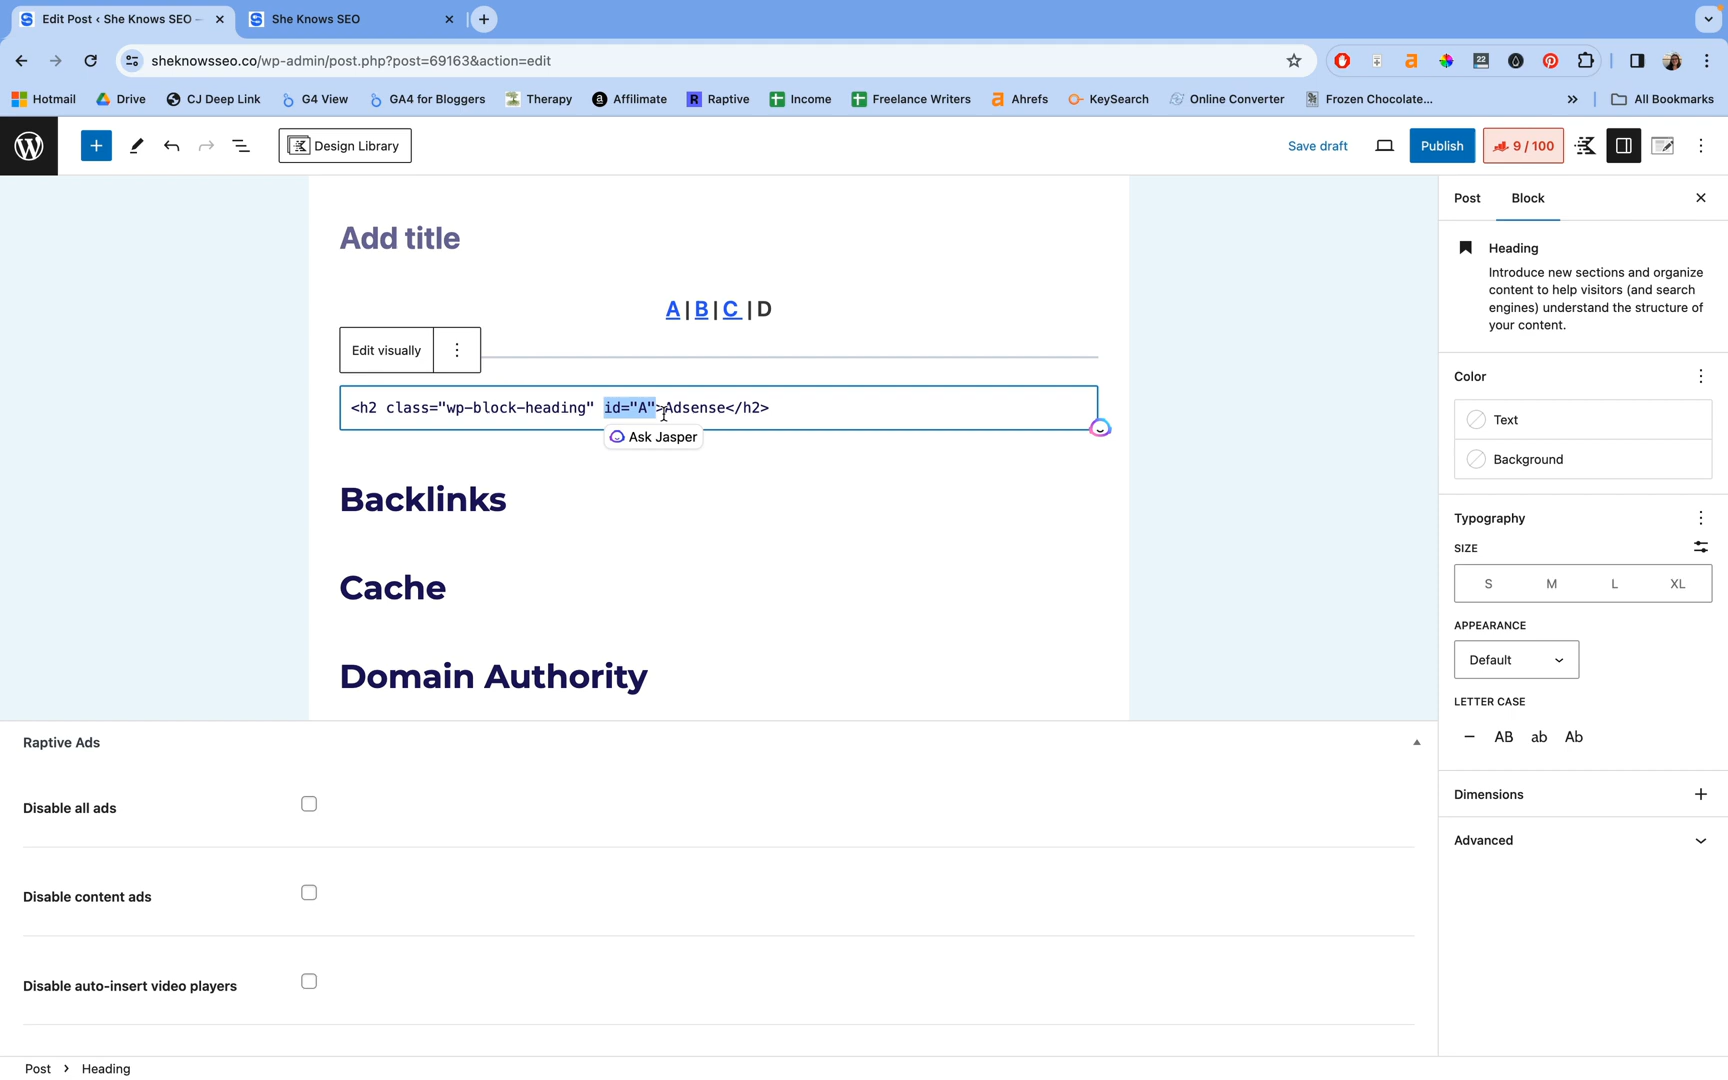 Edit Post ‹ She Knows SEO –
She Knows SEO
sheknowsseo.co/wp-admin/post.php?post=69163&action=edit
22
Hotmail
Drive
CJ Deep Link
G4 View
GA4 for Bloggers
Therapy
Affilimate
Raptive
Income
Freelance Writers
Ahrefs
KeySearch
Online Converter
Frozen Chocolate...
All Bookmarks
Design Library
Save draft
Publish
9 / 100
Add title
A | B | C | D
Edit visually
<h2 class="wp-block-heading" id="A">Adsense</h2>
Ask Jasper
Backlinks
Cache
Domain Authority
Post
Block
Heading
Introduce new sections and organize
content to help visitors (and search
engines) understand the structure of
your content.
Color
Text
Background
Typography
SIZE
S M L XL
APPEARANCE
Default
LETTER CASE
– AB ab Ab
Dimensions
Advanced
Raptive Ads
Disable all ads
Disable content ads
Disable auto-insert video players
Post › Heading